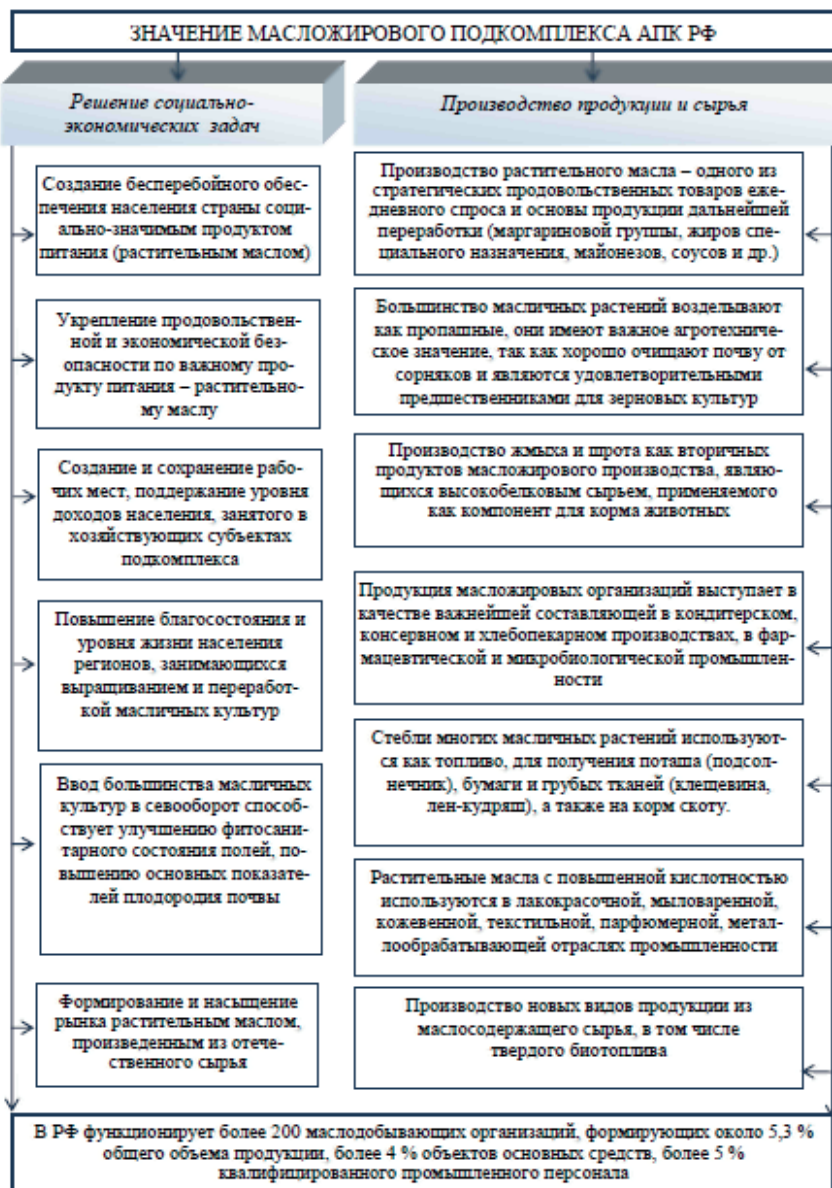 ЗНАЧЕНИЕ МАСЛОЖИРОВОГО ПОДКОМПЛЕКСА АПК РФ
Решение социально-
экономических задач
Создание бесперебойного обес-
печения населения страны соци-
ально-значимым продуктом
питания (растительным маслом)
Укрепление продовольствен-
ной и экономической без-
опасности по важному про-
дукту питания – растительно-
му маслу
Создание и сохранение рабо-
чих мест, поддержание уровня
доходов населения, занятого в
хозяйствующих субъектах
подкомплекса
Повышение благосостояния и
уровня жизни населения
регионов, занимающихся
выращиванием и переработ-
кой масличных культур
Ввод большинства масличных
культур в севооборот способ-
ствует улучшению фитосани-
тарного состояния полей, по-
вышению основных показате-
лей плодородия почвы
Формирование и насыщение
рынка растительным маслом,
произведенным из отече-
ственного сырья
Производство продукции и сырья
Производство растительного масла – одного из
стратегических продовольственных товаров еже-
дневного спроса и основы продукции дальнейшей
переработки (маргариновой группы, жиров спе-
циального назначения, майонезов, соусов и др.)
Большинство масличных растений возделывают
как пропашные, они имеют важное агротехниче-
ское значение, так как хорошо очищают почву от
сорняков и являются удовлетворительными
предшественниками для зерновых культур
Производство жмыха и шрота как вторичных
продуктов масложирового производства, являю-
щихся высокобелковым сырьем, применяемого
как компонент для корма животных
Продукция масложировых организаций выступает в
качестве важнейшей составляющей в кондитерском,
консервном и хлебопекарном производствах, в фар-
мацевтической и микробиологической промышлен-
ности
Стебли многих масличных растений используют-
ся как топливо, для получения поташа (подсол-
нечник), бумаги и грубых тканей (клещевина,
лен-кудряш), а также на корм скоту.
Растительные масла с повышенной кислотностью
используются в лакокрасочной, мыловаренной,
кожевенной, текстильной, парфюмерной, метал-
лообрабатывающей отраслях промышленности
Производство новых видов продукции из
маслосодержащего сырья, в том числе
твердого биотоплива
В РФ функционирует более 200 маслодобывающих организаций, формирующих около 5,3 %
общего объема продукции, более 4 % объектов основных средств, более 5 %
квалифицированного промышленного персонала